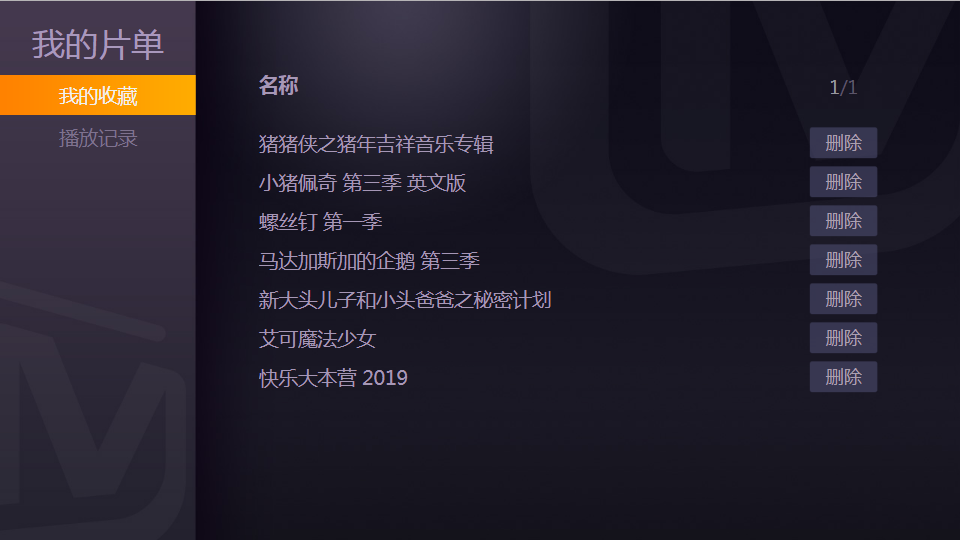 我的片单
我的收藏
播放记录
名称 1/1
猪猪侠之猪年吉祥音乐专辑 删除
小猪佩奇 第三季 英文版 删除
螺丝钉 第一季 删除
马达加斯加的企鹅 第三季 删除
新大头儿子和小头爸爸之秘密计划 删除
艾可魔法少女 删除
快乐大本营 2019 删除